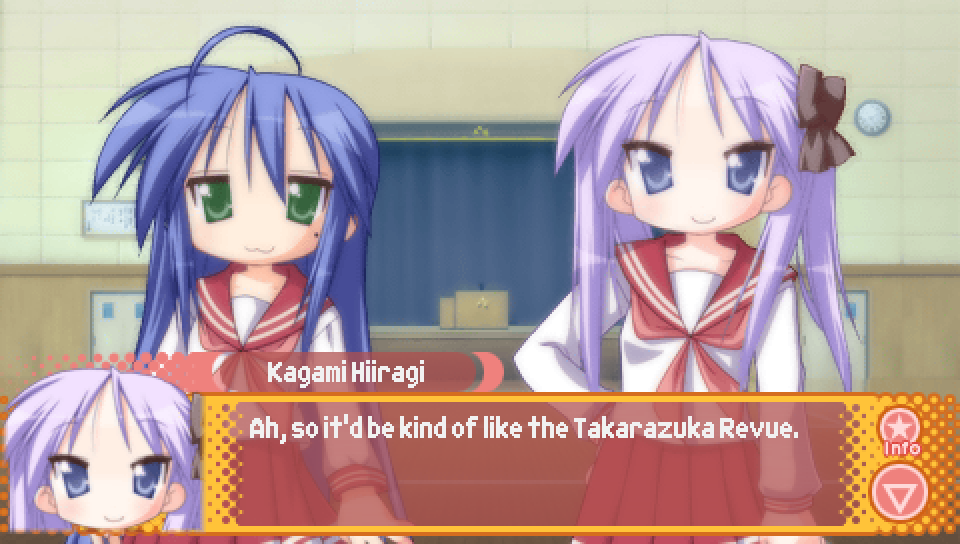 Kagami Hiiragi
Ah, so it'd be kind of like the Takarazuka Revue.
Info